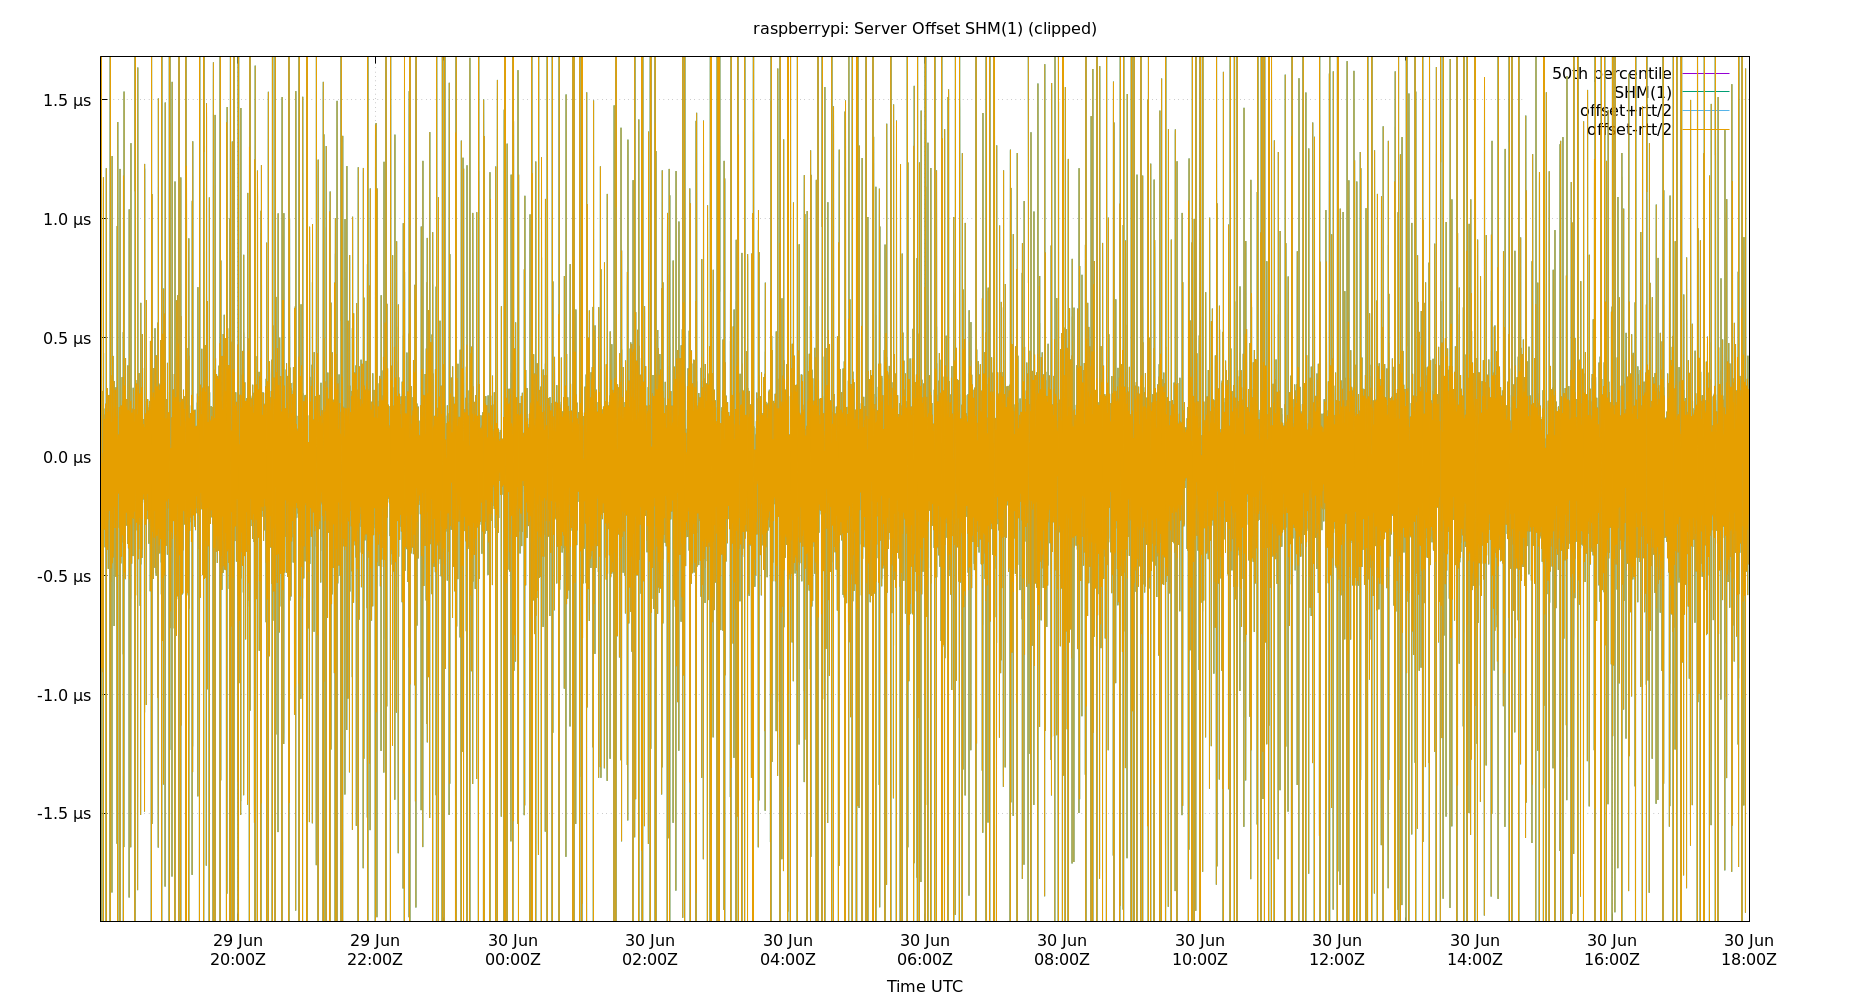 raspberrypi: Server Offset SHM(1) (clipped)
50th percentile
SHM(1)
offset+rtt/2
offset-rtt/2
1.5 µs
1.0 µs
0.5 µs
0.0 µs
-0.5 µs
-1.0 µs
-1.5 µs
29 Jun 29 Jun 30 Jun 30 Jun 30 Jun 30 Jun 30 Jun 30 Jun 30 Jun 30 Jun 30 Jun 30 Jun
20:00Z 22:00Z 00:00Z 02:00Z 04:00Z 06:00Z 08:00Z 10:00Z 12:00Z 14:00Z 16:00Z 18:00Z
Time UTC